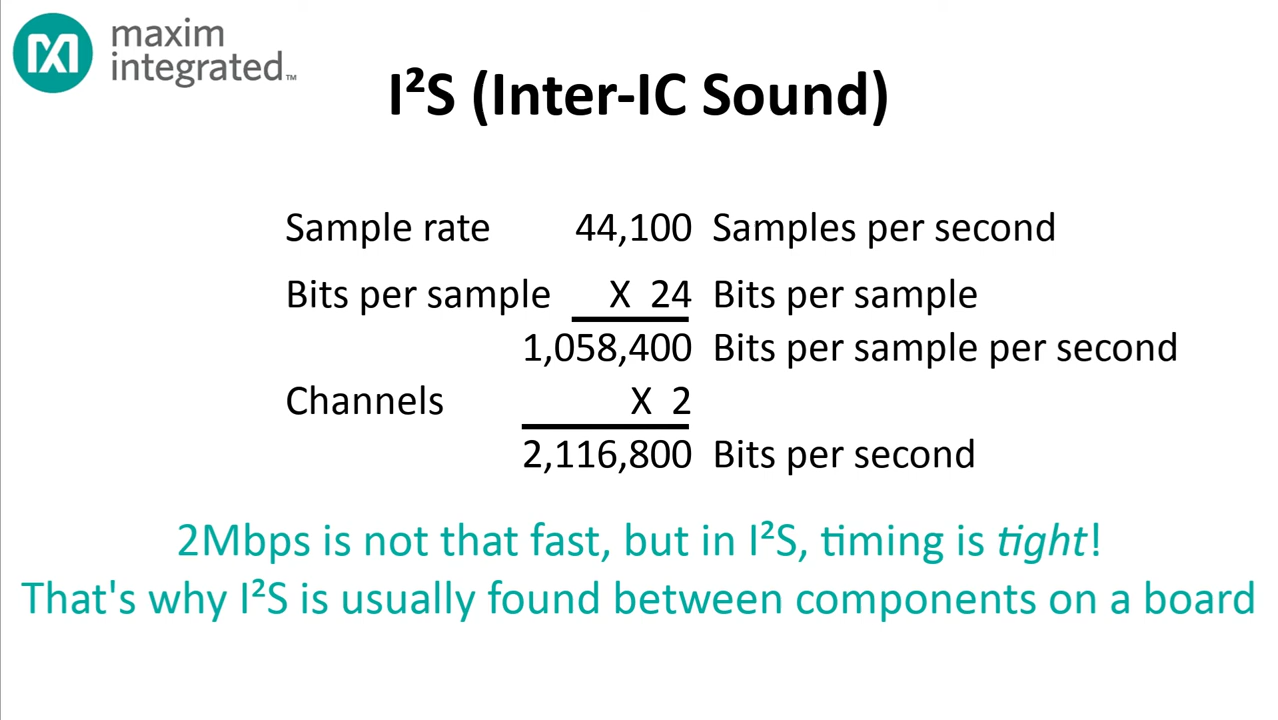 maxim
integrated™
I²S (Inter-IC Sound)
Sample rate 44,100 Samples per second
Bits per sample X 24 Bits per sample
1,058,400 Bits per sample per second
Channels X 2
2,116,800 Bits per second
2Mbps is not that fast, but in I²S, timing is tight!
That's why I²S is usually found between components on a board